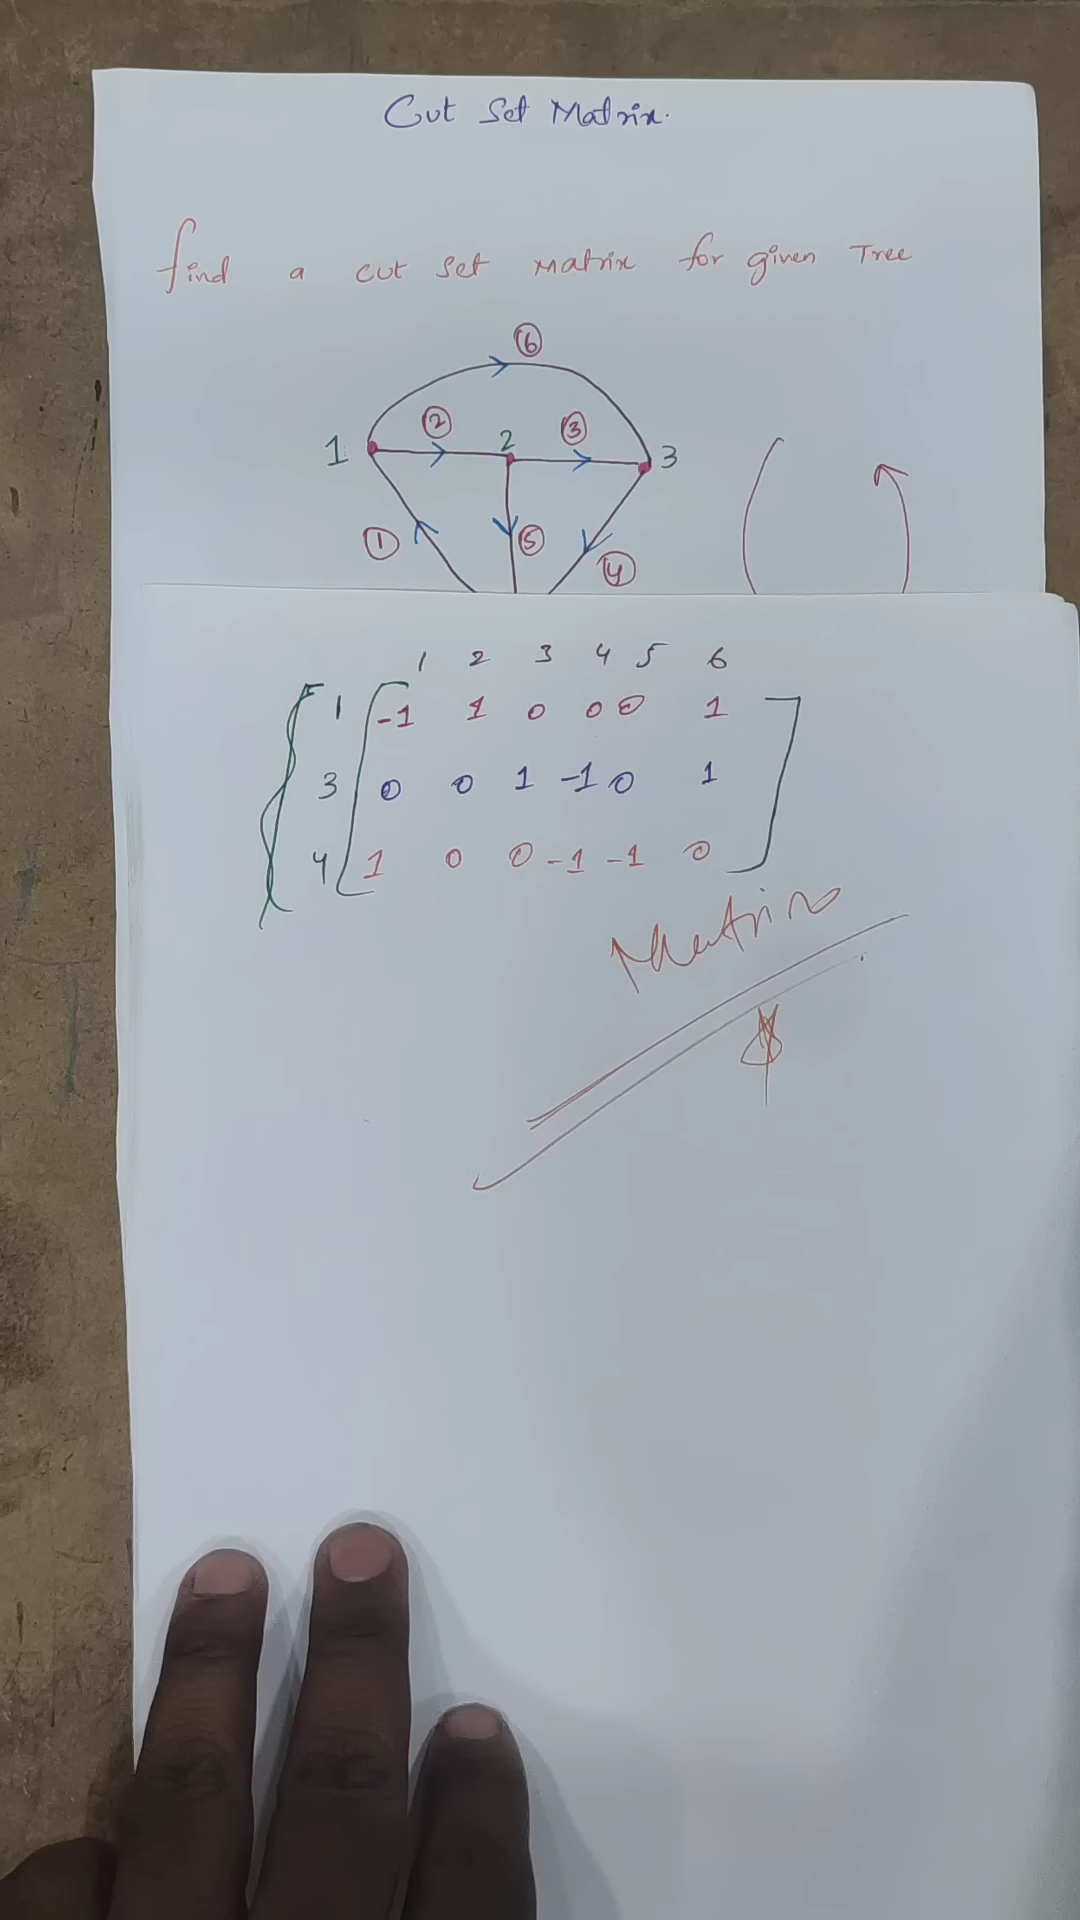 Cut Set Matrix.
find a cut set matrix for given Tree
6
2 3
1 2 3
1 5 4
1 2 3 4 5 6
1 -1 1 0 0 0 1
3 0 0 1 -1 0 1
4 1 0 0 -1 -1 0